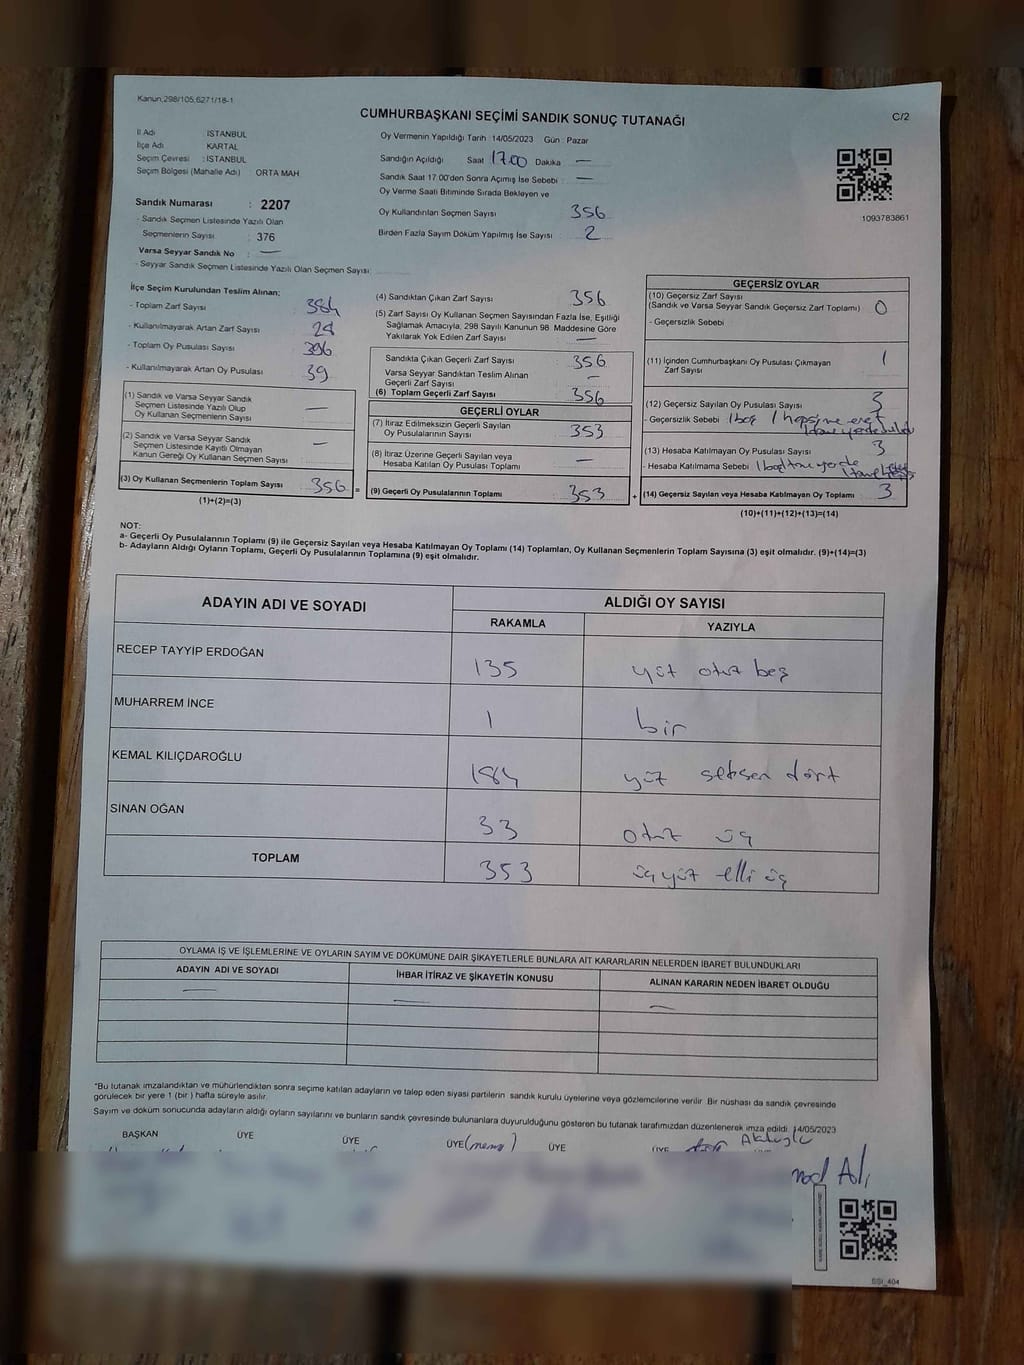 Kanun,298/105,6271/18-1
CUMHURBAŞKANI SEÇİMİ SANDIK SONUÇ TUTANAĞI
C/2
İl Adı İSTANBUL
İlçe Adı KARTAL
Seçim Çevresi : İSTANBUL
Seçim Bölgesi (Mahalle Adı) ORTA MAH
Sandık Numarası : 2207
- Sandık Seçmen Listesinde Yazılı Olan
Seçmenlerin Sayısı : 376
Varsa Seyyar Sandık No : —
- Seyyar Sandık Seçmen Listesinde Yazılı Olan Seçmen Sayısı:
Oy Vermenin Yapıldığı Tarih :14/05/2023 Gün : Pazar
Sandığın Açıldığı Saat 17.00 Dakika —
Sandık Saat 17.00'den Sonra Açımış İse Sebebi : —
Oy Verme Saati Bitiminde Sırada Bekleyen ve
Oy Kullandırılan Seçmen Sayısı 356
Birden Fazla Sayım Döküm Yapılmış İse Sayısı 2
1093783861
İlçe Seçim Kurulundan Teslim Alınan;
- Toplam Zarf Sayısı 384
- Kullanılmayarak Artan Zarf Sayısı 28
- Toplam Oy Pusulası Sayısı 396
- Kullanılmayarak Artan Oy Pusulası 39
(1) Sandık ve Varsa Seyyar Sandık
Seçmen Listesinde Yazılı Olup
Oy Kullanan Seçmenlerin Sayısı —
(2) Sandık ve Varsa Seyyar Sandık
Seçmen Listesinde Kayıtlı Olmayan
Kanun Gereği Oy Kullanan Seçmen Sayısı —
(3) Oy Kullanan Seçmenlerin Toplam Sayısı 356 =
(1)+(2)=(3)
(4) Sandıktan Çıkan Zarf Sayısı 356
(5) Zarf Sayısı Oy Kullanan Seçmen Sayısından Fazla İse, Eşitliği
Sağlamak Amacıyla, 298 Sayılı Kanunun 98. Maddesine Göre
Yakılarak Yok Edilen Zarf Sayısı —
Sandıkta Çıkan Geçerli Zarf Sayısı 356
Varsa Seyyar Sandıktan Teslim Alınan
Geçerli Zarf Sayısı —
(6) Toplam Geçerli Zarf Sayısı 356
GEÇERLİ OYLAR
(7) İtiraz Edilmeksizin Geçerli Sayılan
Oy Pusulalarının Sayısı 353
(8) İtiraz Üzerine Geçerli Sayılan veya
Hesaba Katılan Oy Pusulası Toplamı —
(9) Geçerli Oy Pusulalarının Toplamı 353 +
GEÇERSİZ OYLAR
(10) Geçersiz Zarf Sayısı
(Sandık ve Varsa Seyyar Sandık Geçersiz Zarf Toplamı) 0
- Geçersizlik Sebebi
(11) İçinden Cumhurbaşkanı Oy Pusulası Çıkmayan
Zarf Sayısı 1
(12) Geçersiz Sayılan Oy Pusulası Sayısı 3
- Geçersizlik Sebebi 1 boş 1 hepsine evet
(13) Hesaba Katılmayan Oy Pusulası Sayısı 3
- Hesaba Katılmama Sebebi
(14) Geçersiz Sayılan veya Hesaba Katılmayan Oy Toplamı 3
(10)+(11)+(12)+(13)=(14)
NOT:
a- Geçerli Oy Pusulalarının Toplamı (9) ile Geçersiz Sayılan veya Hesaba Katılmayan Oy Toplamı (14) Toplamları, Oy Kullanan Seçmenlerin Toplam Sayısına (3) eşit olmalıdır. (9)+(14)=(3)
b- Adayların Aldığı Oyların Toplamı, Geçerli Oy Pusulalarının Toplamına (9) eşit olmalıdır.
ADAYIN ADI VE SOYADI ALDIĞI OY SAYISI
RAKAMLA YAZIYLA
RECEP TAYYİP ERDOĞAN 135 yüz otuz beş
MUHARREM İNCE 1 bir
KEMAL KILIÇDAROĞLU 184 yüz seksen dört
SİNAN OĞAN 33 otuz üç
TOPLAM 353 üçyüz elli üç
OYLAMA İŞ VE İŞLEMLERİNE VE OYLARIN SAYIM VE DÖKÜMÜNE DAİR ŞİKAYETLERLE BUNLARA AİT KARARLARIN NELERDEN İBARET BULUNDUKLARI
ADAYIN ADI VE SOYADI İHBAR İTİRAZ VE ŞİKAYETİN KONUSU ALINAN KARARIN NEDEN İBARET OLDUĞU
— — —
"Bu tutanak imzalandıktan ve mühürlendikten sonra seçime katılan adayların ve talep eden siyasi partilerin sandık kurulu üyelerine veya gözlemcilerine verilir. Bir nüshası da sandık çevresinde
görülecek bir yere 1 (bir ) hafta süreyle asılır.
Sayım ve döküm sonucunda adayların aldığı oyların sayılarını ve bunların sandık çevresinde bulunanlara duyurulduğunu gösteren bu tutanak tarafımızdan düzenlenerek imza edildi. 14/05/2023
BAŞKAN ÜYE ÜYE ÜYE ÜYE ÜYE
SSI_404